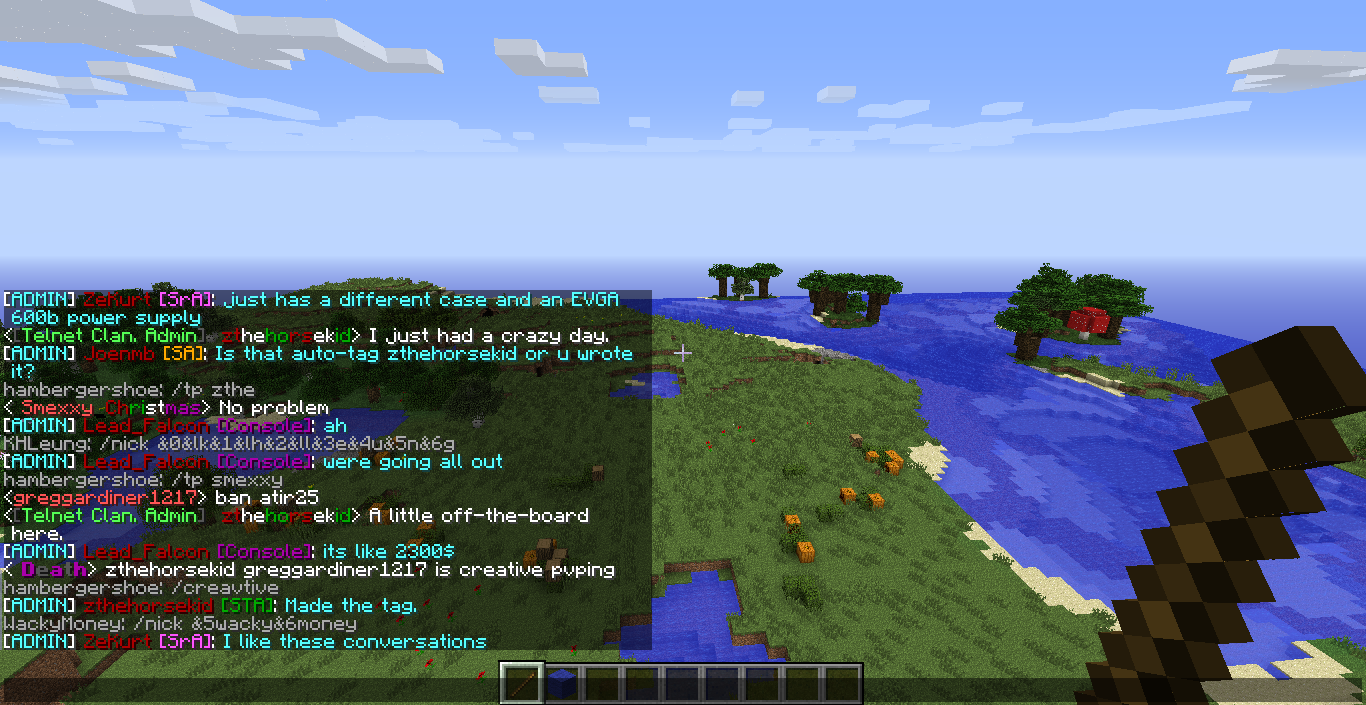 [ADMIN] ZeKurt [SrA]: just has a different case and an EVGA
600b power supply
<[Telnet Clan. Admin] zthehorsekid> I just had a crazy day.
[ADMIN] Joenmb [SA]: Is that auto-tag zthehorsekid or u wrote
it?
hambergershoe: /tp zthe
< Smexxy Christmas> No problem
[ADMIN] Lead_Falcon [Console]: ah
KHLeung: /nick &0&lk&1&lh&2&ll&3e&4u&5n&6g
[ADMIN] Lead_Falcon [Console]: were going all out
hambergershoe: /tp smexxy
<greggardiner1217> ban atir25
<[Telnet Clan. Admin] zthehorsekid> A little off-the-board
here.
[ADMIN] Lead_Falcon [Console]: its like 2300$
< Death> zthehorsekid greggardiner1217 is creative pvping
hambergershoe: /creavtive
[ADMIN] zthehorsekid [STA]: Made the tag.
WackyMoney: /nick &5wacky&6money
[ADMIN] ZeKurt [SrA]: I like these conversations